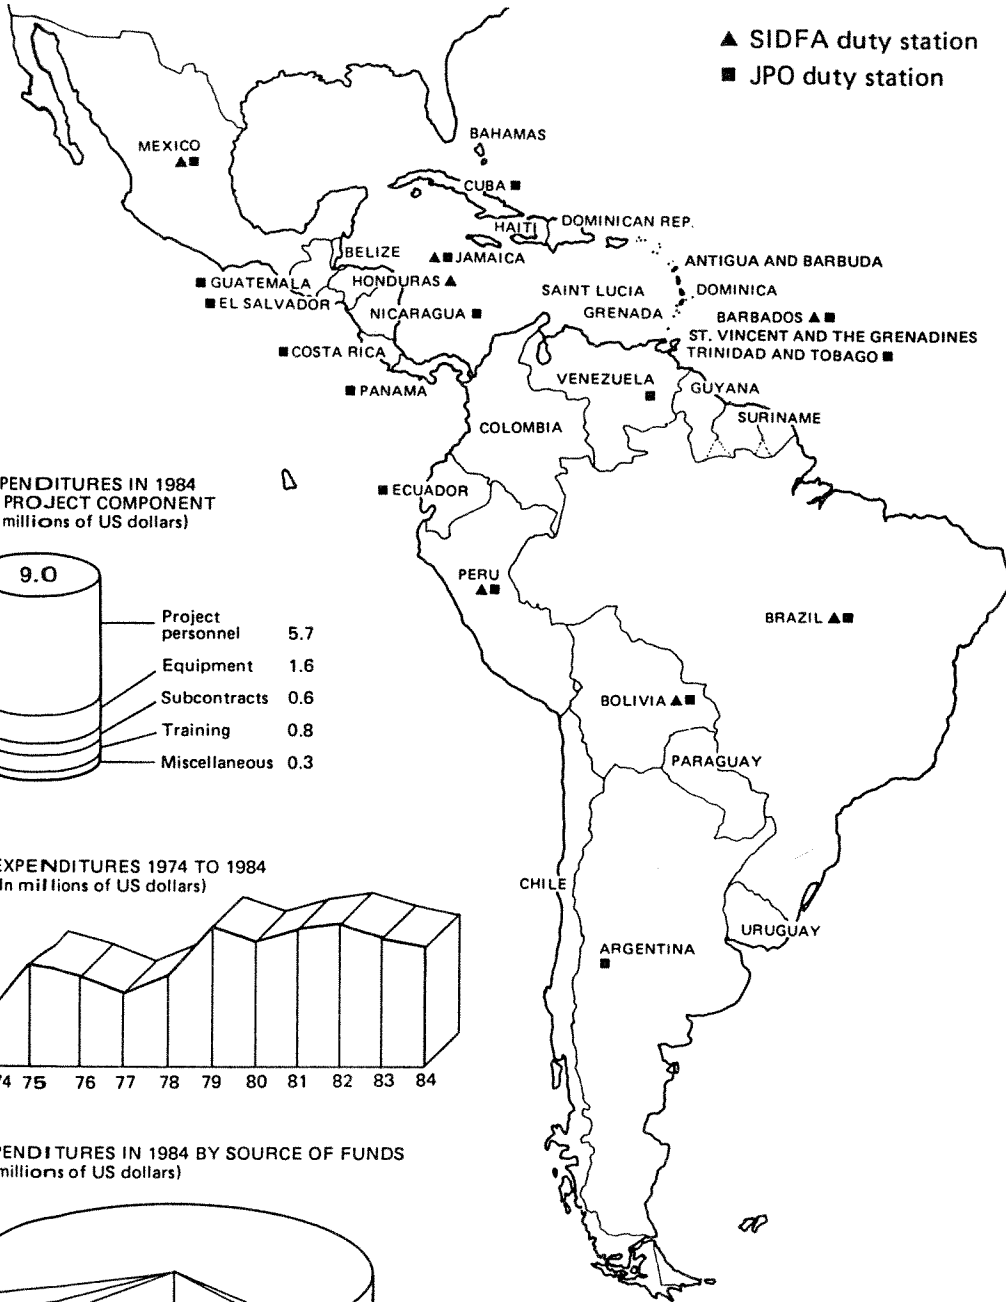 ▲ SIDFA duty station
■ JPO duty station
BAHAMAS
MEXICO
▲■
CUBA ■
HAITI
DOMINICAN REP.
BELIZE
▲■ JAMAICA
ANTIGUA AND BARBUDA
■ GUATEMALA
HONDURAS ▲
SAINT LUCIA
DOMINICA
■ EL SALVADOR
NICARAGUA ■
GRENADA
BARBADOS ▲■
ST. VINCENT AND THE GRENADINES
■ COSTA RICA
TRINIDAD AND TOBAGO ■
■ PANAMA
VENEZUELA
■
GUYANA
SURINAME
COLOMBIA
■ ECUADOR
PERU
▲■
BRAZIL ▲■
BOLIVIA ▲■
PARAGUAY
CHILE
URUGUAY
ARGENTINA
■
PENDITURES IN 1984
PROJECT COMPONENT
millions of US dollars)
9.0
Project
personnel 5.7
Equipment 1.6
Subcontracts 0.6
Training 0.8
Miscellaneous 0.3
EXPENDITURES 1974 TO 1984
In millions of US dollars)
74 75 76 77 78 79 80 81 82 83 84
PENDITURES IN 1984 BY SOURCE OF FUNDS
millions of US dollars)